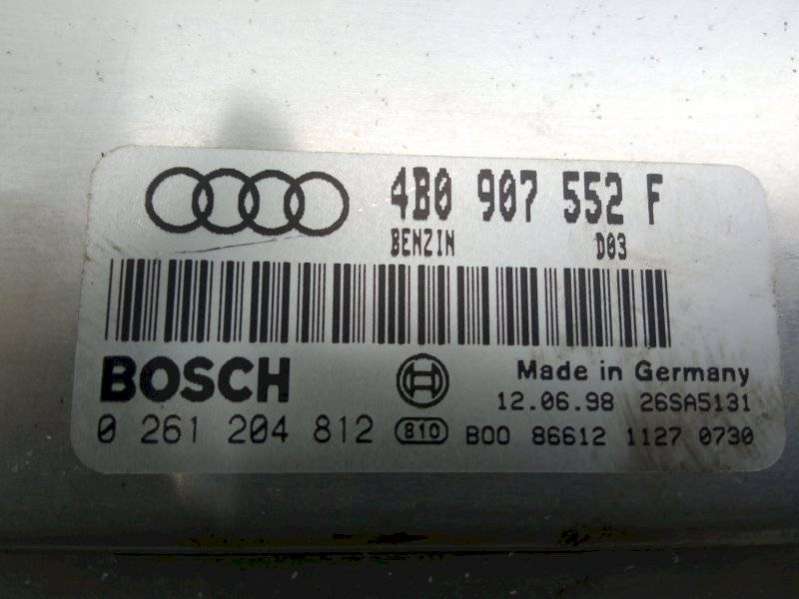 4B0 907 552 F
BENZIN D03
BOSCH
Made in Germany
12.06.98 26SA5131
0 261 204 812 810 B00 86612 1127 0730